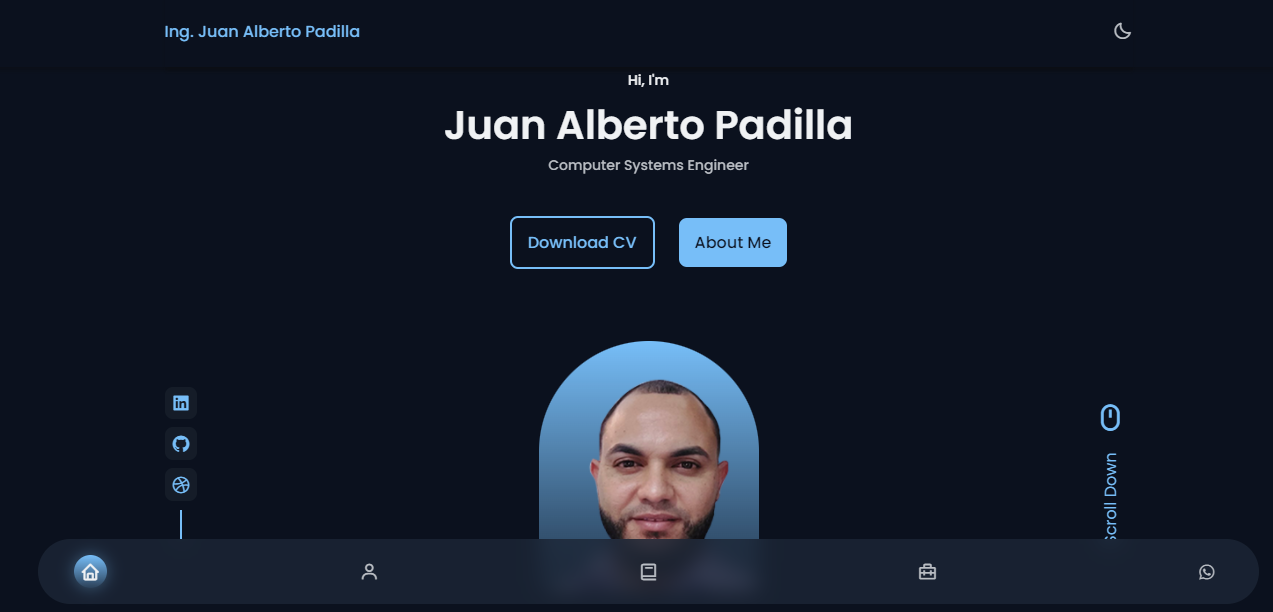 Ing. Juan Alberto Padilla
Hi, I'm
Juan Alberto Padilla
Computer Systems Engineer
Download CV
About Me
Scroll Down